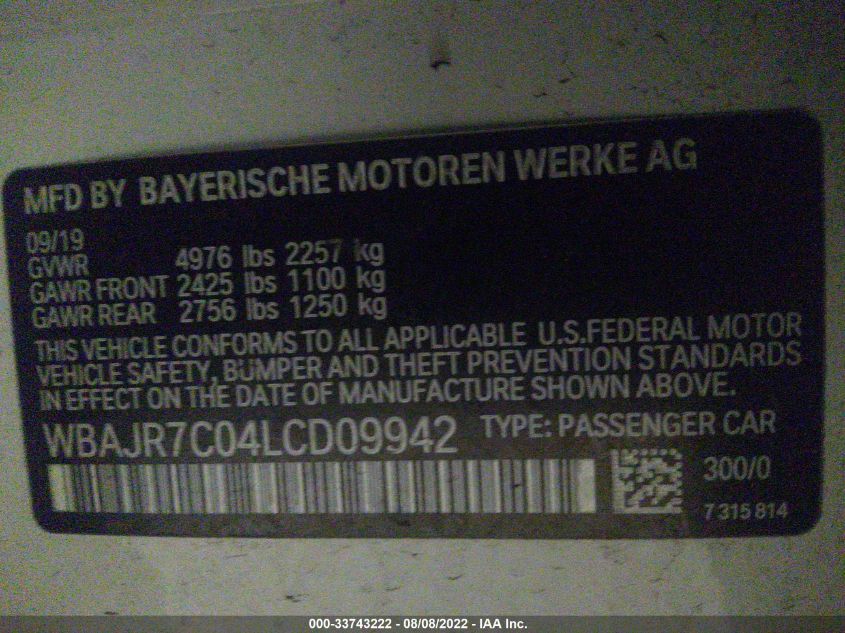 MFD BY BAYERISCHE MOTOREN WERKE AG
09/19
GVWR 4976 lbs 2257 kg
GAWR FRONT 2425 lbs 1100 kg
GAWR REAR 2756 lbs 1250 kg
THIS VEHICLE CONFORMS TO ALL APPLICABLE U.S.FEDERAL MOTOR
VEHICLE SAFETY, BUMPER AND THEFT PREVENTION STANDARDS
IN EFFECT ON THE DATE OF MANUFACTURE SHOWN ABOVE.
WBAJR7C04LCD09942 TYPE: PASSENGER CAR
300/0
7 315 814
000-33743222 - 08/08/2022 - IAA Inc.